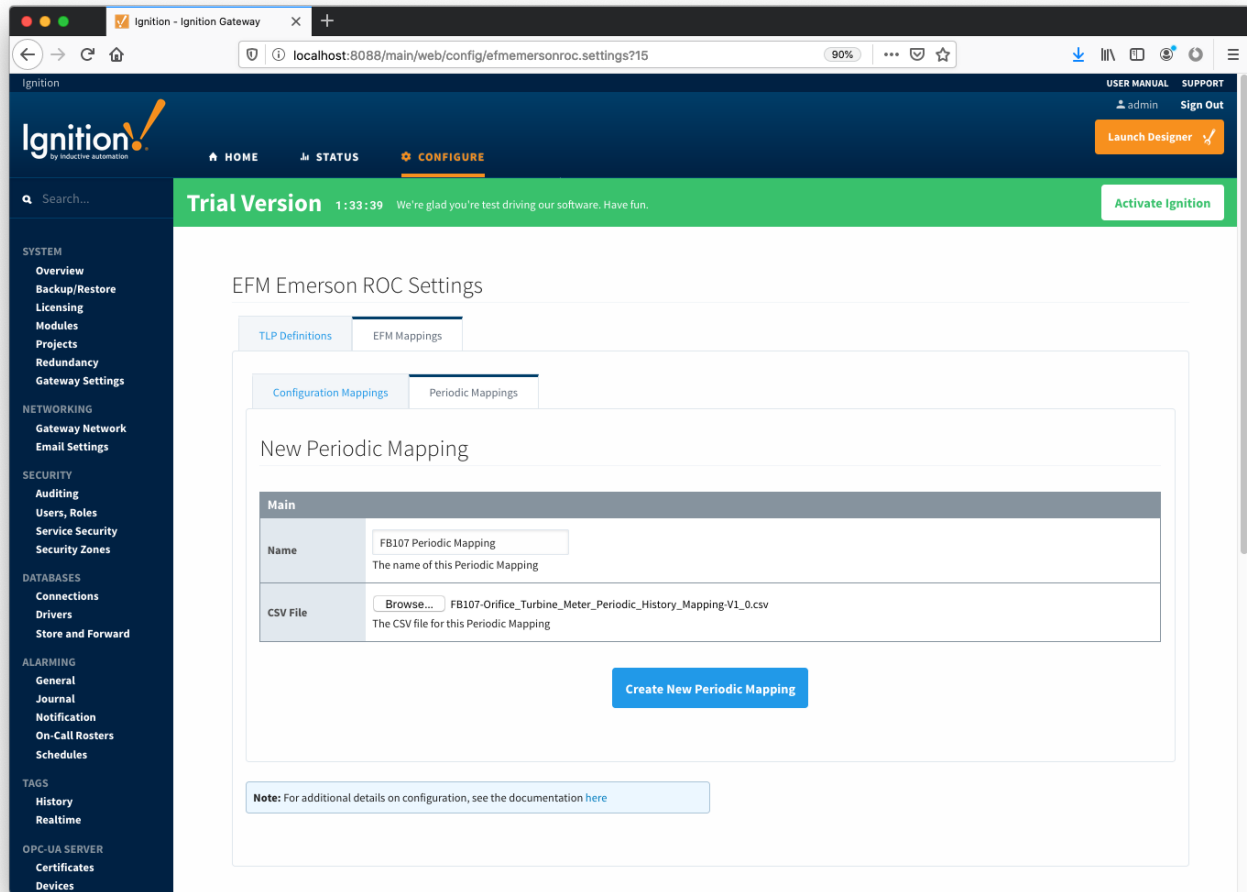 Ignition - Ignition Gateway
localhost:8088/main/web/config/efmemersonroc.settings?15
90%
Ignition
USER MANUAL SUPPORT
admin Sign Out
Ignition!
by inductive automation
Launch Designer
HOME STATUS CONFIGURE
Search...
Trial Version 1:33:39 We're glad you're test driving our software. Have fun.
Activate Ignition
SYSTEM
Overview
Backup/Restore
Licensing
Modules
Projects
Redundancy
Gateway Settings
NETWORKING
Gateway Network
Email Settings
SECURITY
Auditing
Users, Roles
Service Security
Security Zones
DATABASES
Connections
Drivers
Store and Forward
ALARMING
General
Journal
Notification
On-Call Rosters
Schedules
TAGS
History
Realtime
OPC-UA SERVER
Certificates
Devices
EFM Emerson ROC Settings
TLP Definitions EFM Mappings
Configuration Mappings Periodic Mappings
New Periodic Mapping
Main
Name
FB107 Periodic Mapping
The name of this Periodic Mapping
CSV File
Browse... FB107-Orifice_Turbine_Meter_Periodic_History_Mapping-V1_0.csv
The CSV file for this Periodic Mapping
Create New Periodic Mapping
Note: For additional details on configuration, see the documentation here